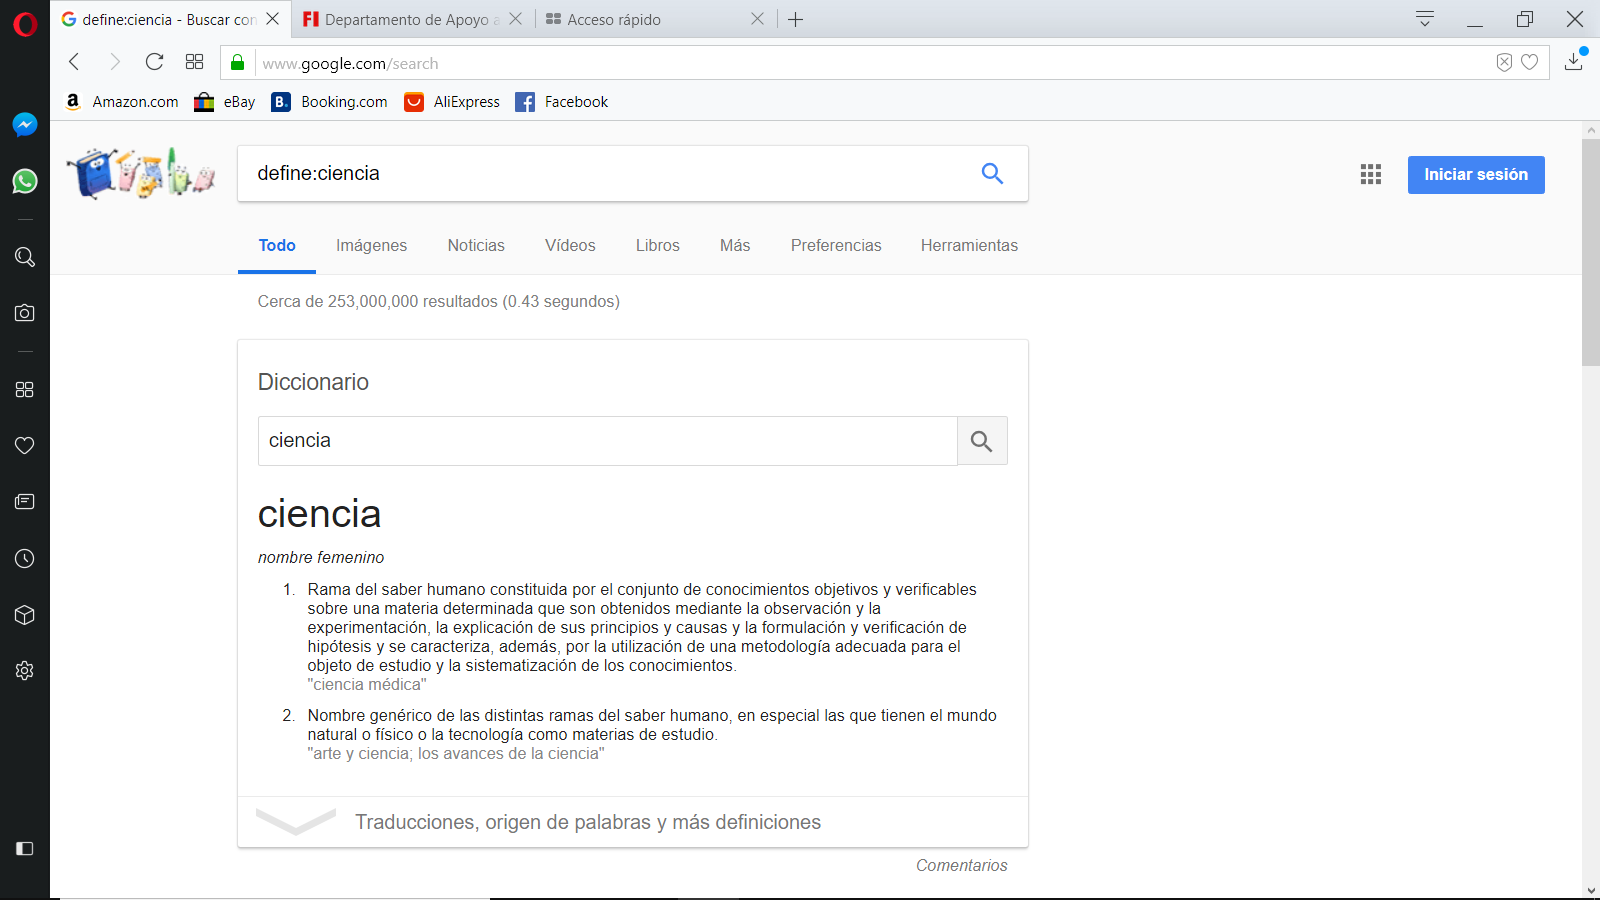 define:ciencia - Buscar con
Departamento de Apoyo a
Acceso rápido
www.google.com/search
Amazon.com
eBay
B.
Booking.com
AliExpress
Facebook
define:ciencia
Iniciar sesión
Todo
Imágenes
Noticias
Vídeos
Libros
Más
Preferencias
Herramientas
Cerca de 253,000,000 resultados (0.43 segundos)
Diccionario
ciencia
ciencia
nombre femenino
1. Rama del saber humano constituida por el conjunto de conocimientos objetivos y verificables
sobre una materia determinada que son obtenidos mediante la observación y la
experimentación, la explicación de sus principios y causas y la formulación y verificación de
hipótesis y se caracteriza, además, por la utilización de una metodología adecuada para el
objeto de estudio y la sistematización de los conocimientos.
"ciencia médica"
2. Nombre genérico de las distintas ramas del saber humano, en especial las que tienen el mundo
natural o físico o la tecnología como materias de estudio.
"arte y ciencia; los avances de la ciencia"
Traducciones, origen de palabras y más definiciones
Comentarios